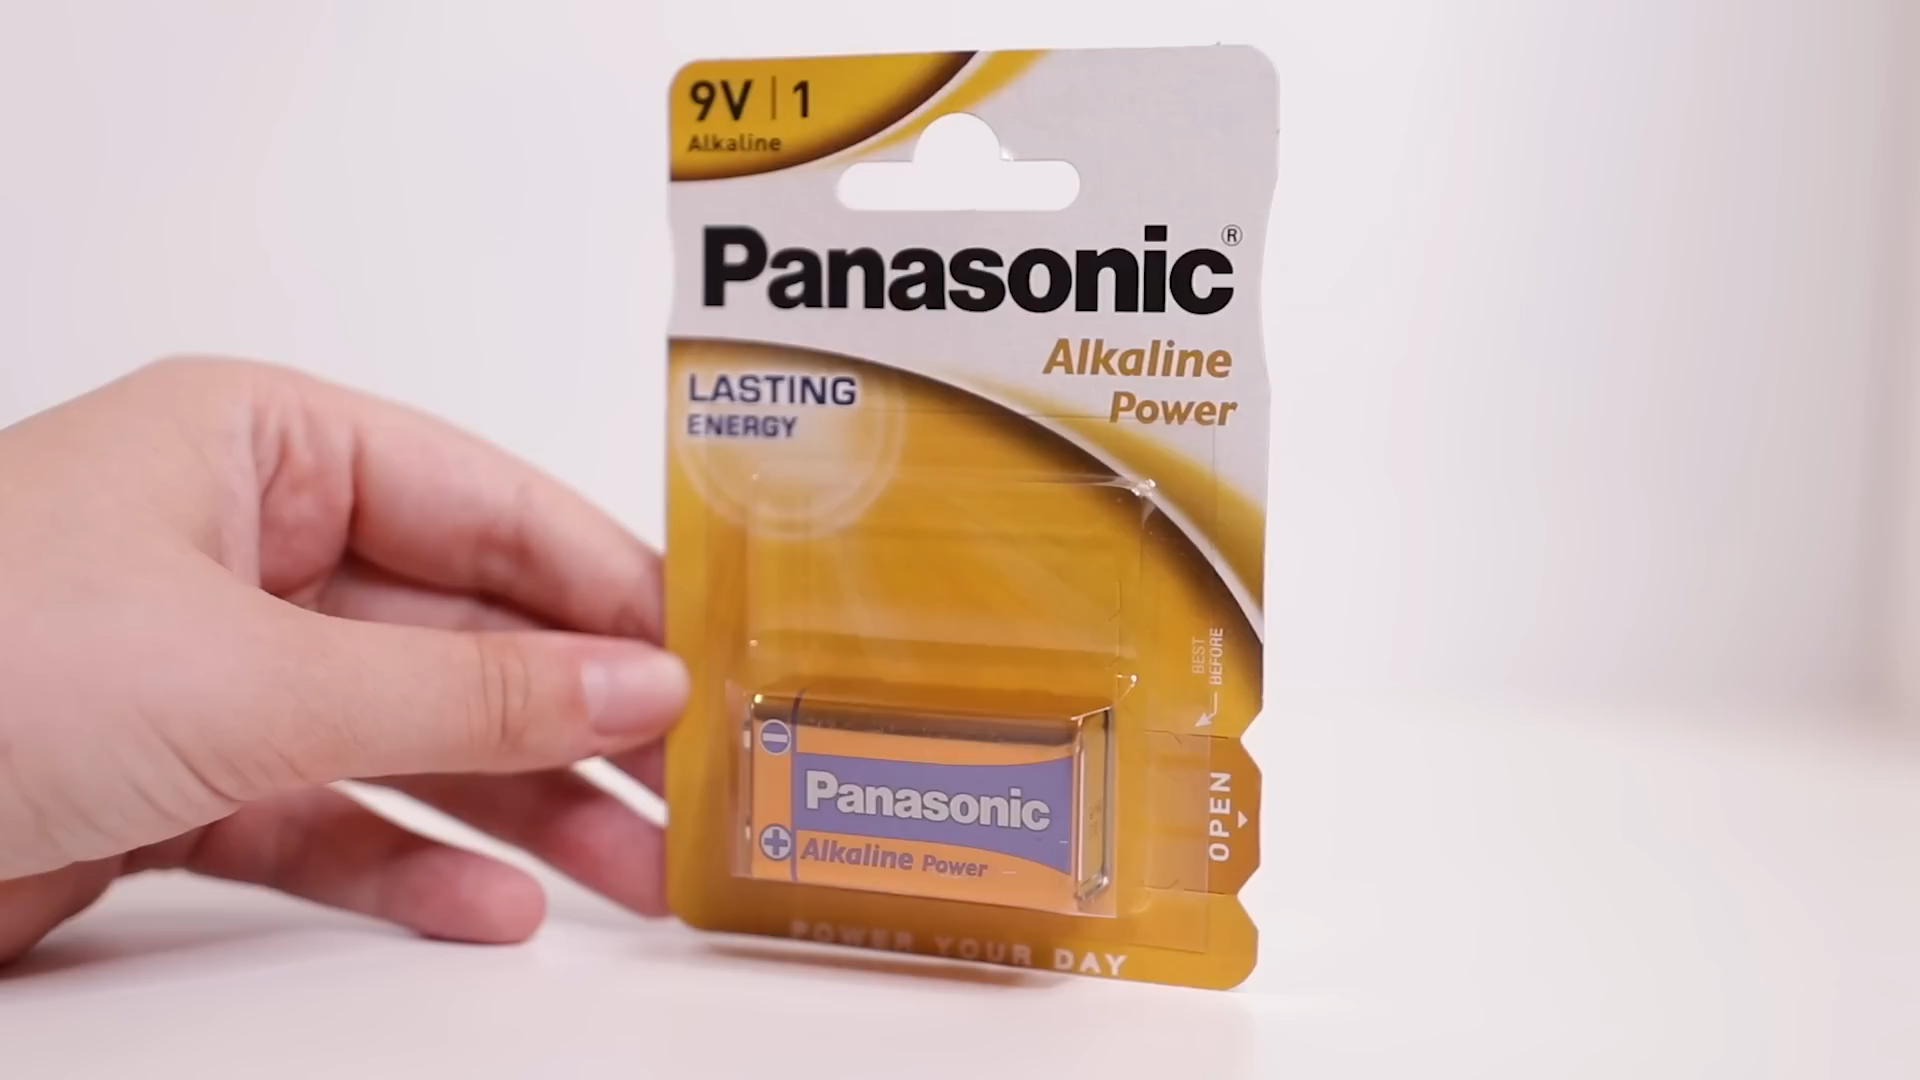 9V | 1
Alkaline
Panasonic®
Alkaline
Power
LASTING
ENERGY
BEST
BEFORE
OPEN
Panasonic
Alkaline Power
POWER YOUR DAY